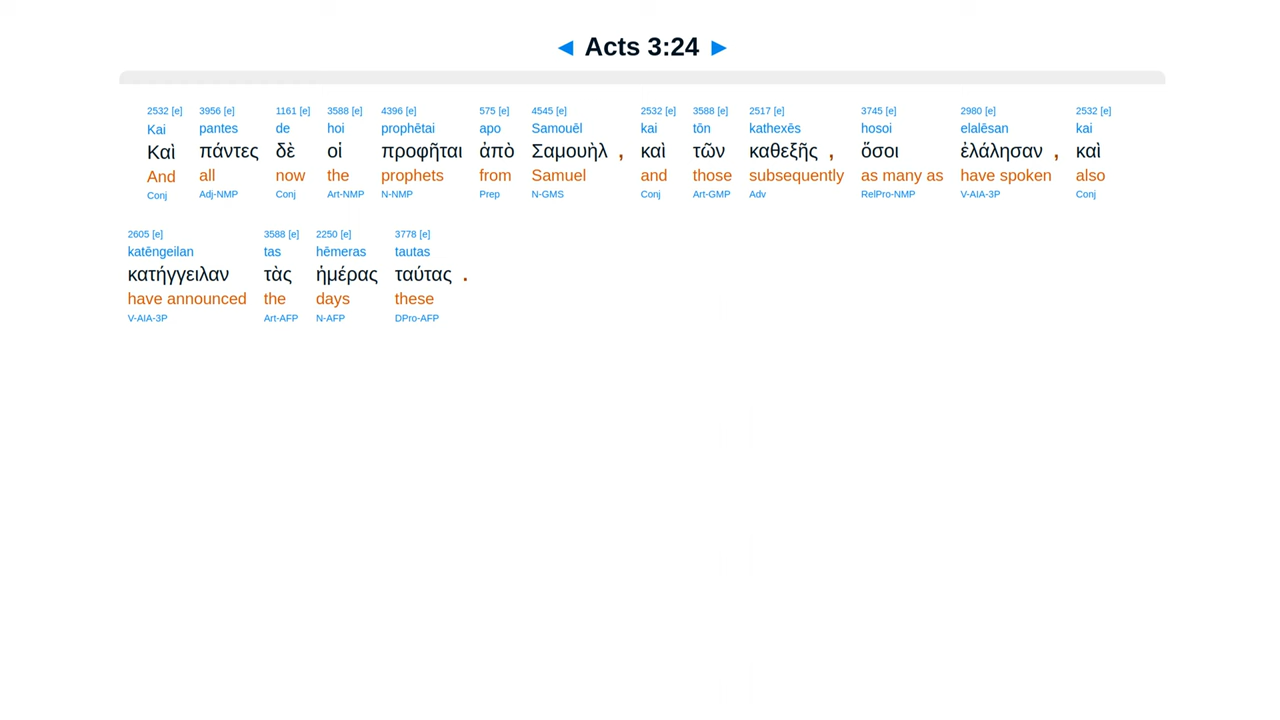 ◄ Acts 3:24 ►
2532 [e] 3956 [e] 1161 [e] 3588 [e] 4396 [e] 575 [e] 4545 [e] 2532 [e] 3588 [e] 2517 [e] 3745 [e] 2980 [e] 2532 [e]
Kai pantes de hoi prophētai apo Samouēl kai tōn kathexēs hosoi elalēsan kai
Καὶ πάντες δὲ οἱ προφῆται ἀπὸ Σαμουὴλ , καὶ τῶν καθεξῆς , ὅσοι ἐλάλησαν , καὶ
And all now the prophets from Samuel and those subsequently as many as have spoken also
Conj Adj-NMP Conj Art-NMP N-NMP Prep N-GMS Conj Art-GMP Adv RelPro-NMP V-AIA-3P Conj
2605 [e] 3588 [e] 2250 [e] 3778 [e]
katēngeilan tas hēmeras tautas
κατήγγειλαν τὰς ἡμέρας ταύτας .
have announced the days these
V-AIA-3P Art-AFP N-AFP DPro-AFP